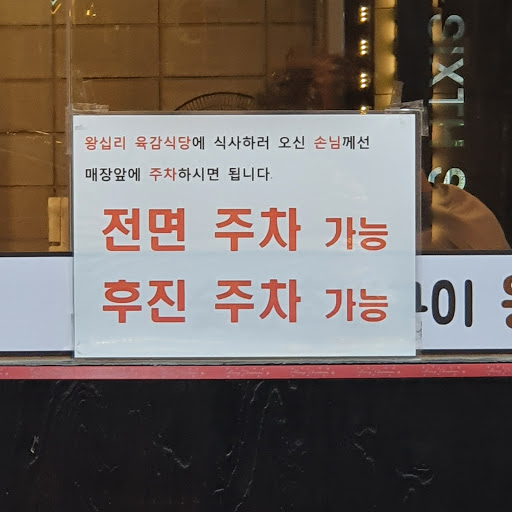 왕십리 육감식당에 식사하러 오신 손님께선
매장앞에 주차하시면 됩니다.
전면 주차 가능
후진 주차 가능
SIXTH S
이